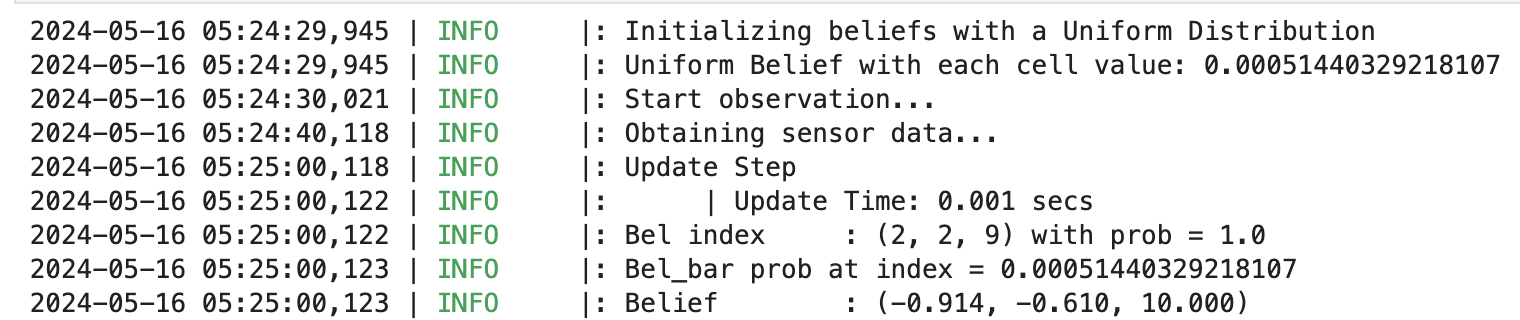 2024-05-16 05:24:29,945 | INFO     |: Initializing beliefs with a Uniform Distribution
2024-05-16 05:24:29,945 | INFO     |: Uniform Belief with each cell value: 0.00051440329218107
2024-05-16 05:24:30,021 | INFO     |: Start observation...
2024-05-16 05:24:40,118 | INFO     |: Obtaining sensor data...
2024-05-16 05:25:00,118 | INFO     |: Update Step
2024-05-16 05:25:00,122 | INFO     |:      | Update Time: 0.001 secs
2024-05-16 05:25:00,122 | INFO     |: Bel index     : (2, 2, 9) with prob = 1.0
2024-05-16 05:25:00,123 | INFO     |: Bel_bar prob at index = 0.00051440329218107
2024-05-16 05:25:00,123 | INFO     |: Belief        : (-0.914, -0.610, 10.000)